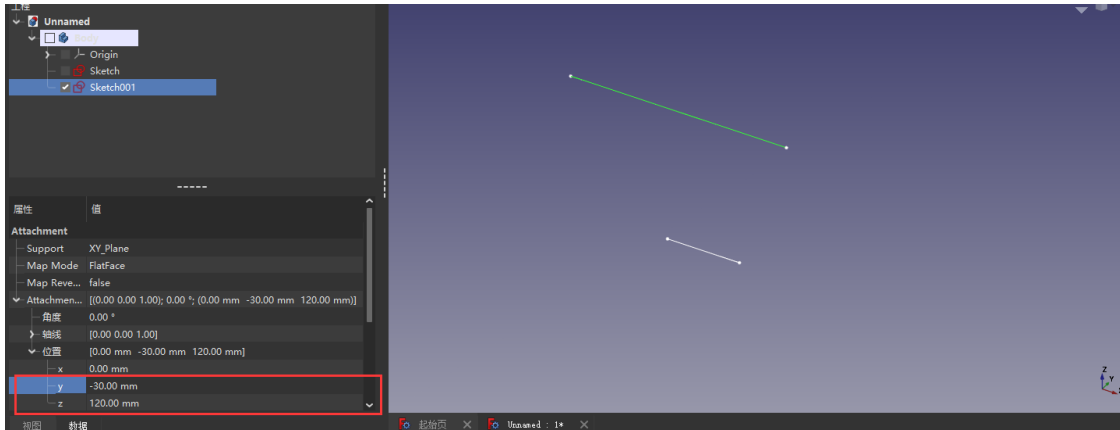 工程
Unnamed
Body
Origin
Sketch
Sketch001
属性 值
Attachment
Support XY_Plane
Map Mode FlatFace
Map Reve... false
Attachmen... [(0.00 0.00 1.00); 0.00 °; (0.00 mm -30.00 mm 120.00 mm)]
角度 0.00 °
轴线 [0.00 0.00 1.00]
位置 [0.00 mm -30.00 mm 120.00 mm]
x 0.00 mm
y -30.00 mm
z 120.00 mm
视图 数据
起始页 Unnamed : 1*
Z
Y